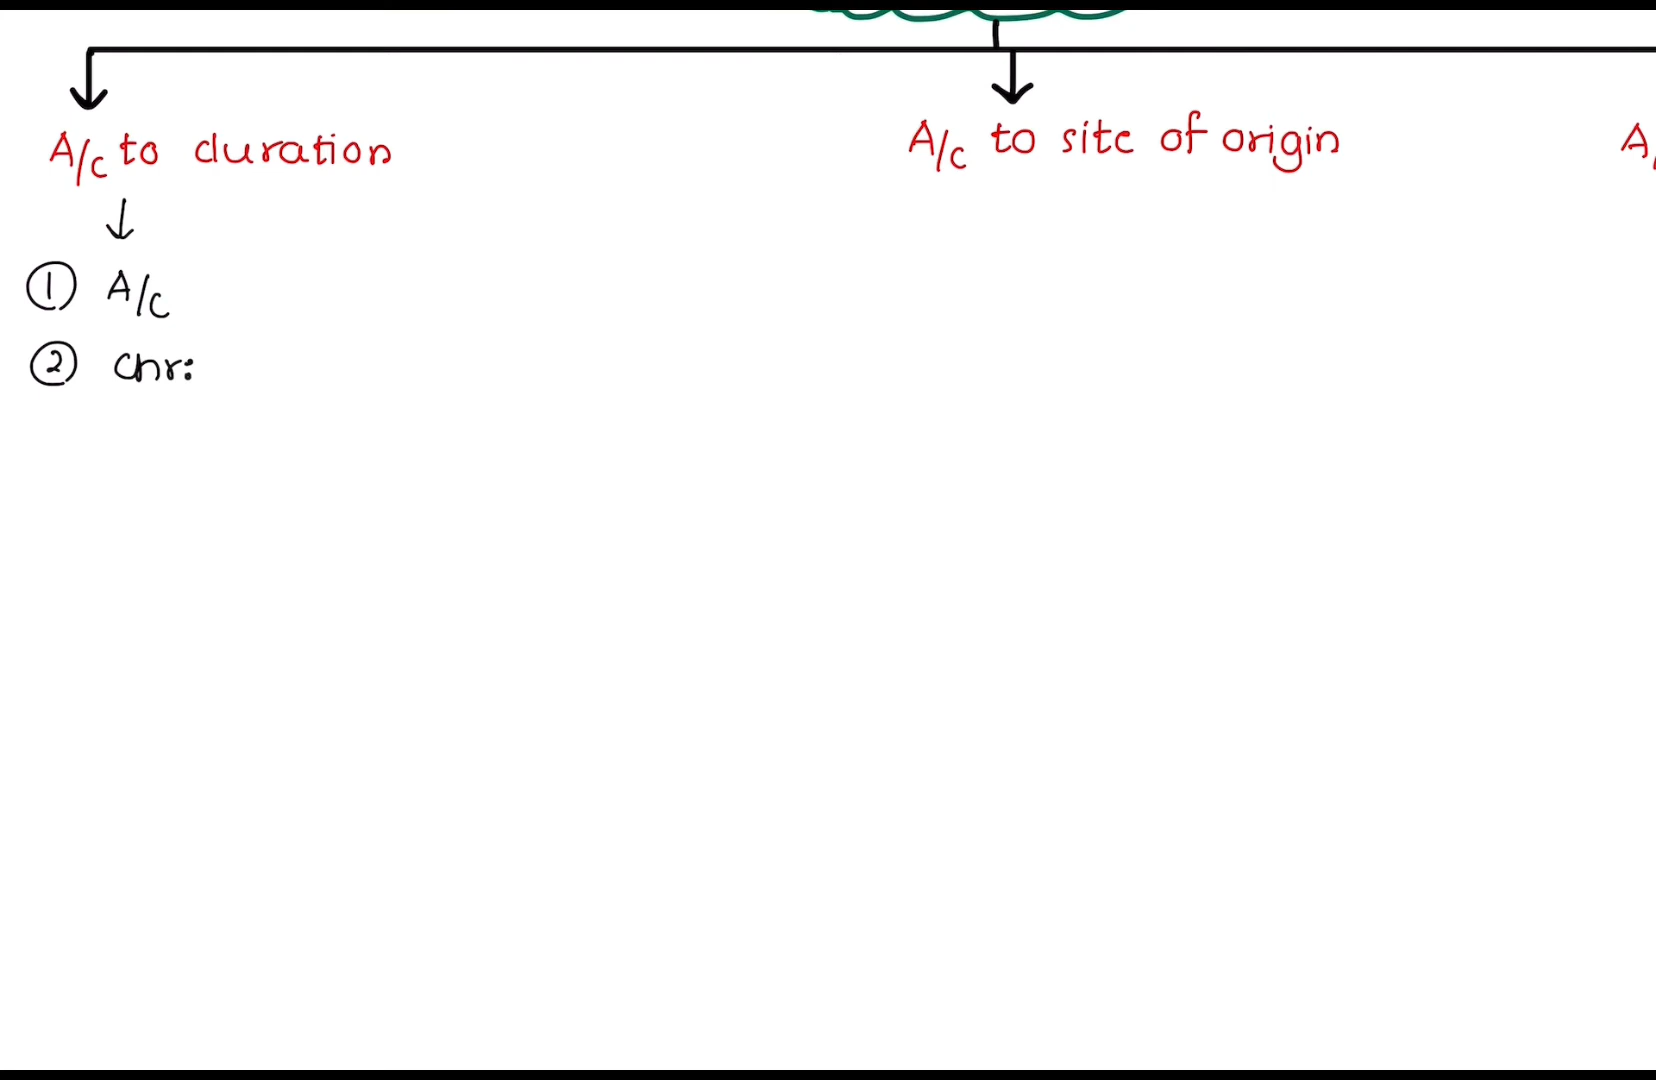 A/c to duration
A/c to site of origin
A/
↓
① A/c
② Chr: